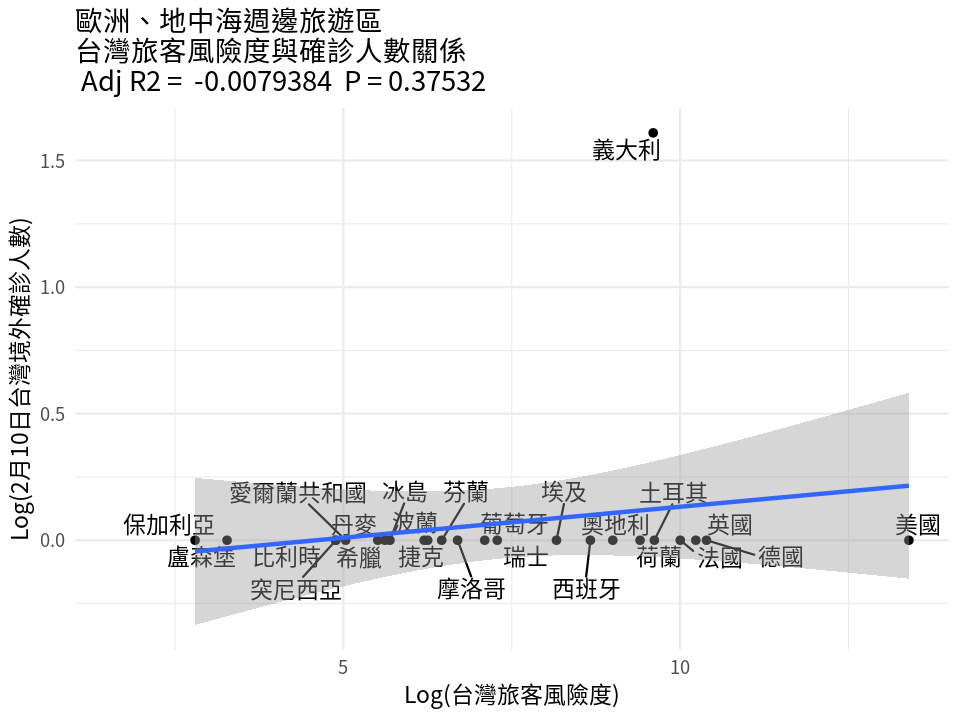 歐洲、地中海週邊旅遊區
台灣旅客風險度與確診人數關係
Adj R2 = -0.0079384 P = 0.37532
Log(2月10日台灣境外確診人數)
1.5
1.0
0.5
0.0
義大利
愛爾蘭共和國 冰島 芬蘭 埃及 土耳其
保加利亞 丹麥 波蘭 葡萄牙 奧地利 英國 美國
盧森堡 比利時 希臘 捷克 瑞士 荷蘭 法國 德國
突尼西亞 摩洛哥 西班牙
5 10
Log(台灣旅客風險度)